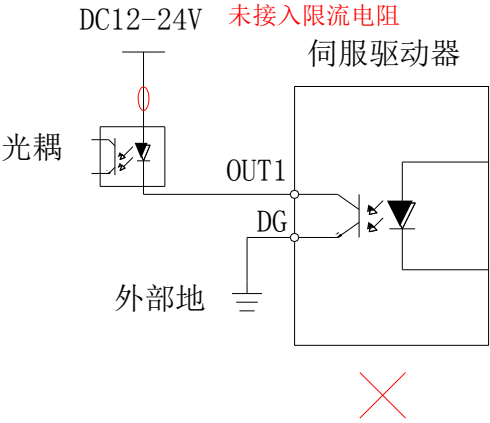 DC12-24V 未接入限流电阻
伺服驱动器
光耦
OUT1
DG
外部地